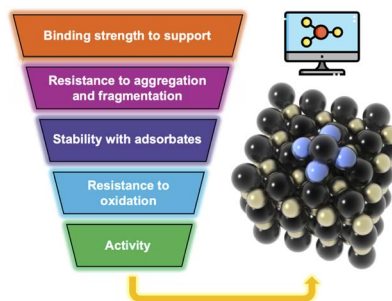 Binding strength to support
Resistance to aggregation
and fragmentation
Stability with adsorbates
Resistance to
oxidation
Activity